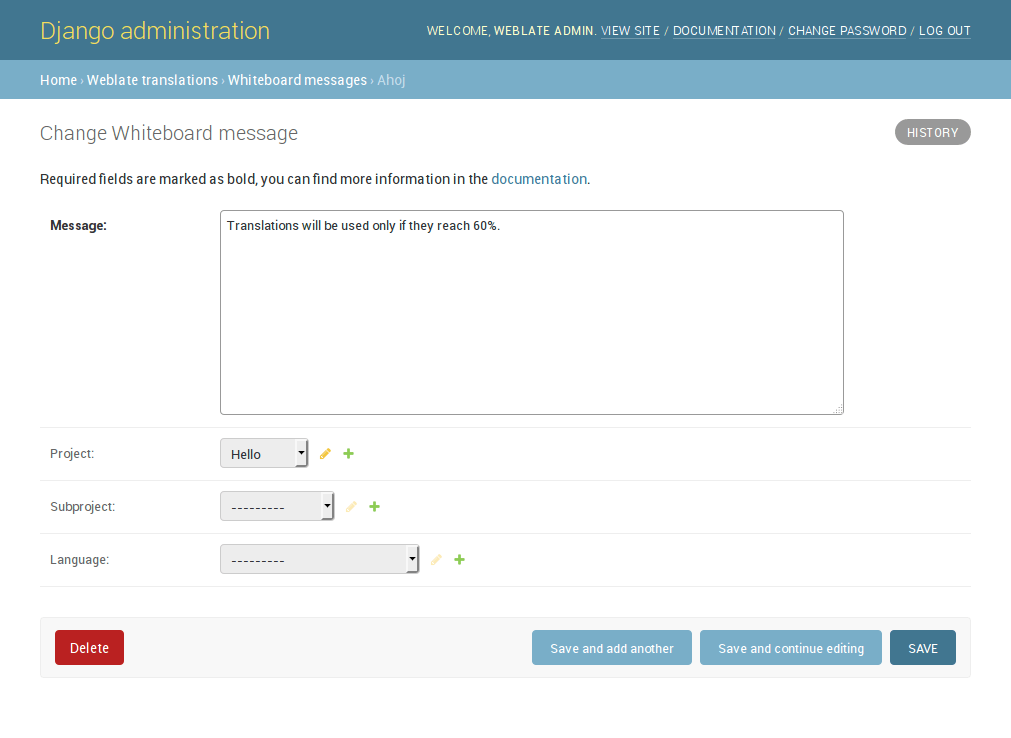 Django administration
WELCOME, WEBLATE ADMIN. VIEW SITE / DOCUMENTATION / CHANGE PASSWORD / LOG OUT
Home › Weblate translations › Whiteboard messages › Ahoj
Change Whiteboard message
HISTORY
Required fields are marked as bold, you can find more information in the documentation.
Message:
Translations will be used only if they reach 60%.
Project:
Hello
Subproject:
---------
Language:
---------
Delete
Save and add another
Save and continue editing
SAVE